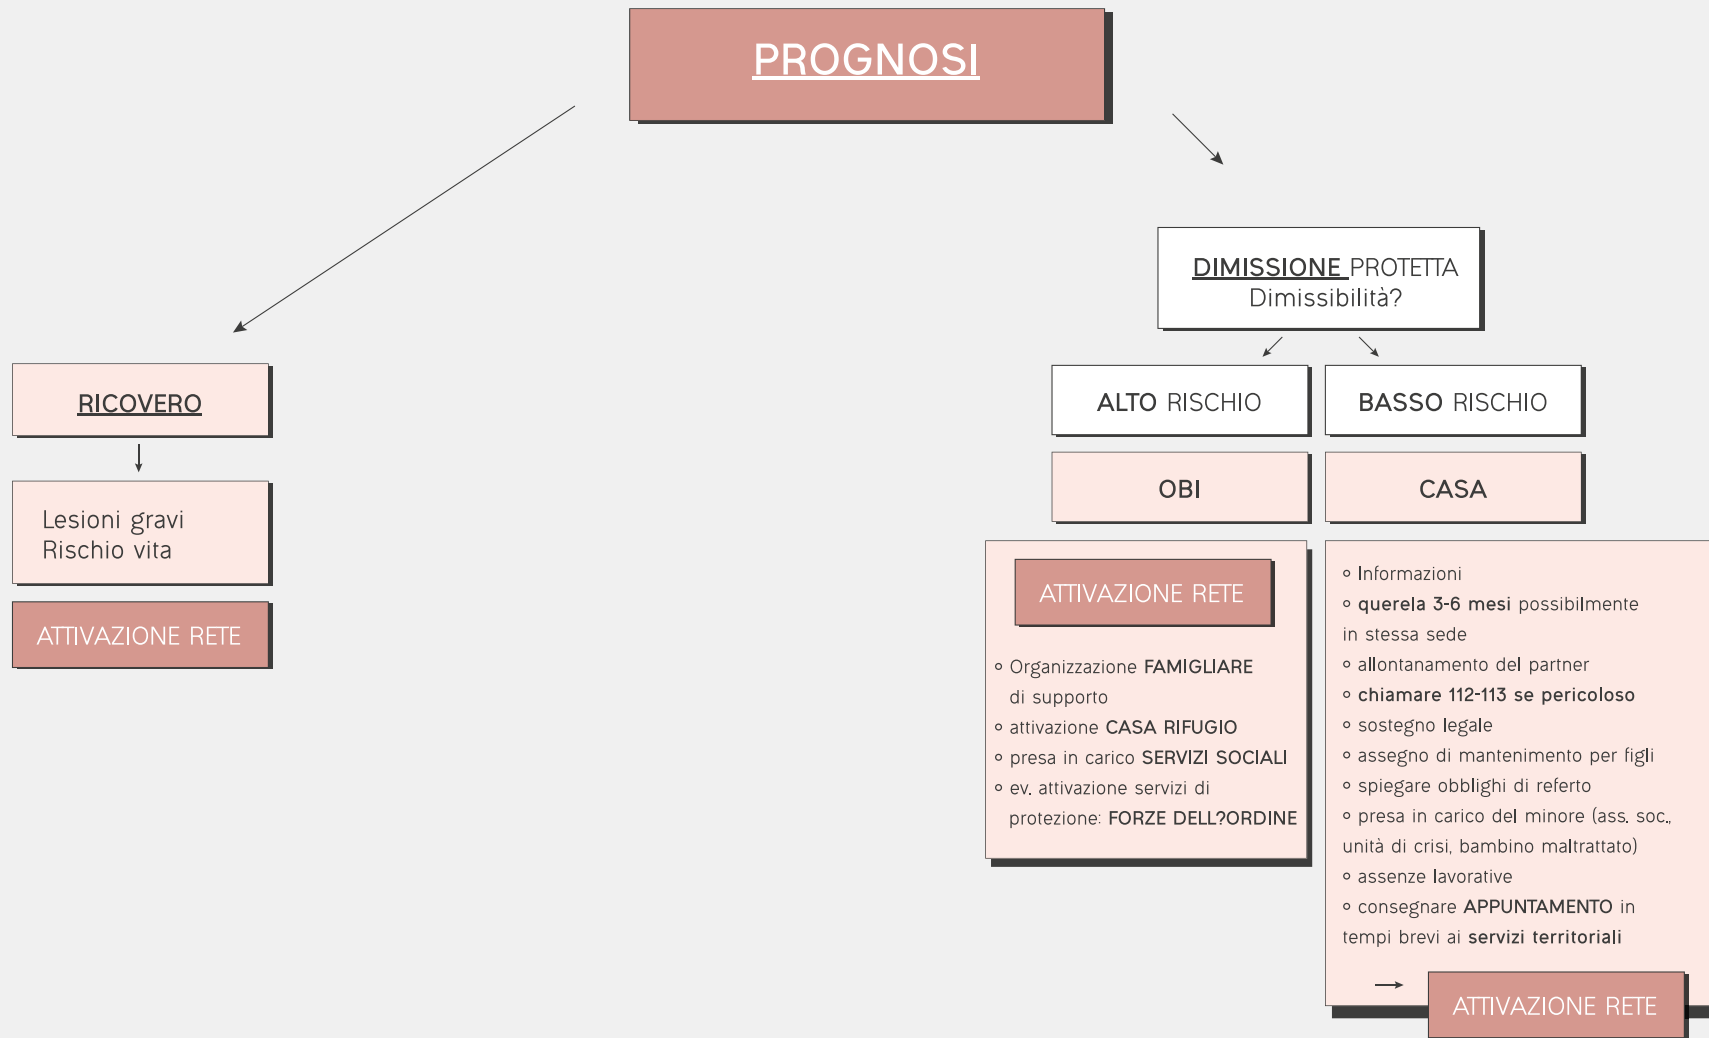 PROGNOSI
DIMISSIONE PROTETTA
Dimissibilità?
RICOVERO
Lesioni gravi
Rischio vita
ATTIVAZIONE RETE
ALTO RISCHIO
OBI
ATTIVAZIONE RETE
° Organizzazione FAMIGLIARE
di supporto
° attivazione CASA RIFUGIO
° presa in carico SERVIZI SOCIALI
° ev. attivazione servizi di
protezione: FORZE DELL?ORDINE
BASSO RISCHIO
CASA
° Informazioni
° querela 3-6 mesi possibilmente
in stessa sede
° allontanamento del partner
° chiamare 112-113 se pericoloso
° sostegno legale
° assegno di mantenimento per figli
° spiegare obblighi di referto
° presa in carico del minore (ass. soc.,
unità di crisi, bambino maltrattato)
° assenze lavorative
° consegnare APPUNTAMENTO in
tempi brevi ai servizi territoriali
ATTIVAZIONE RETE